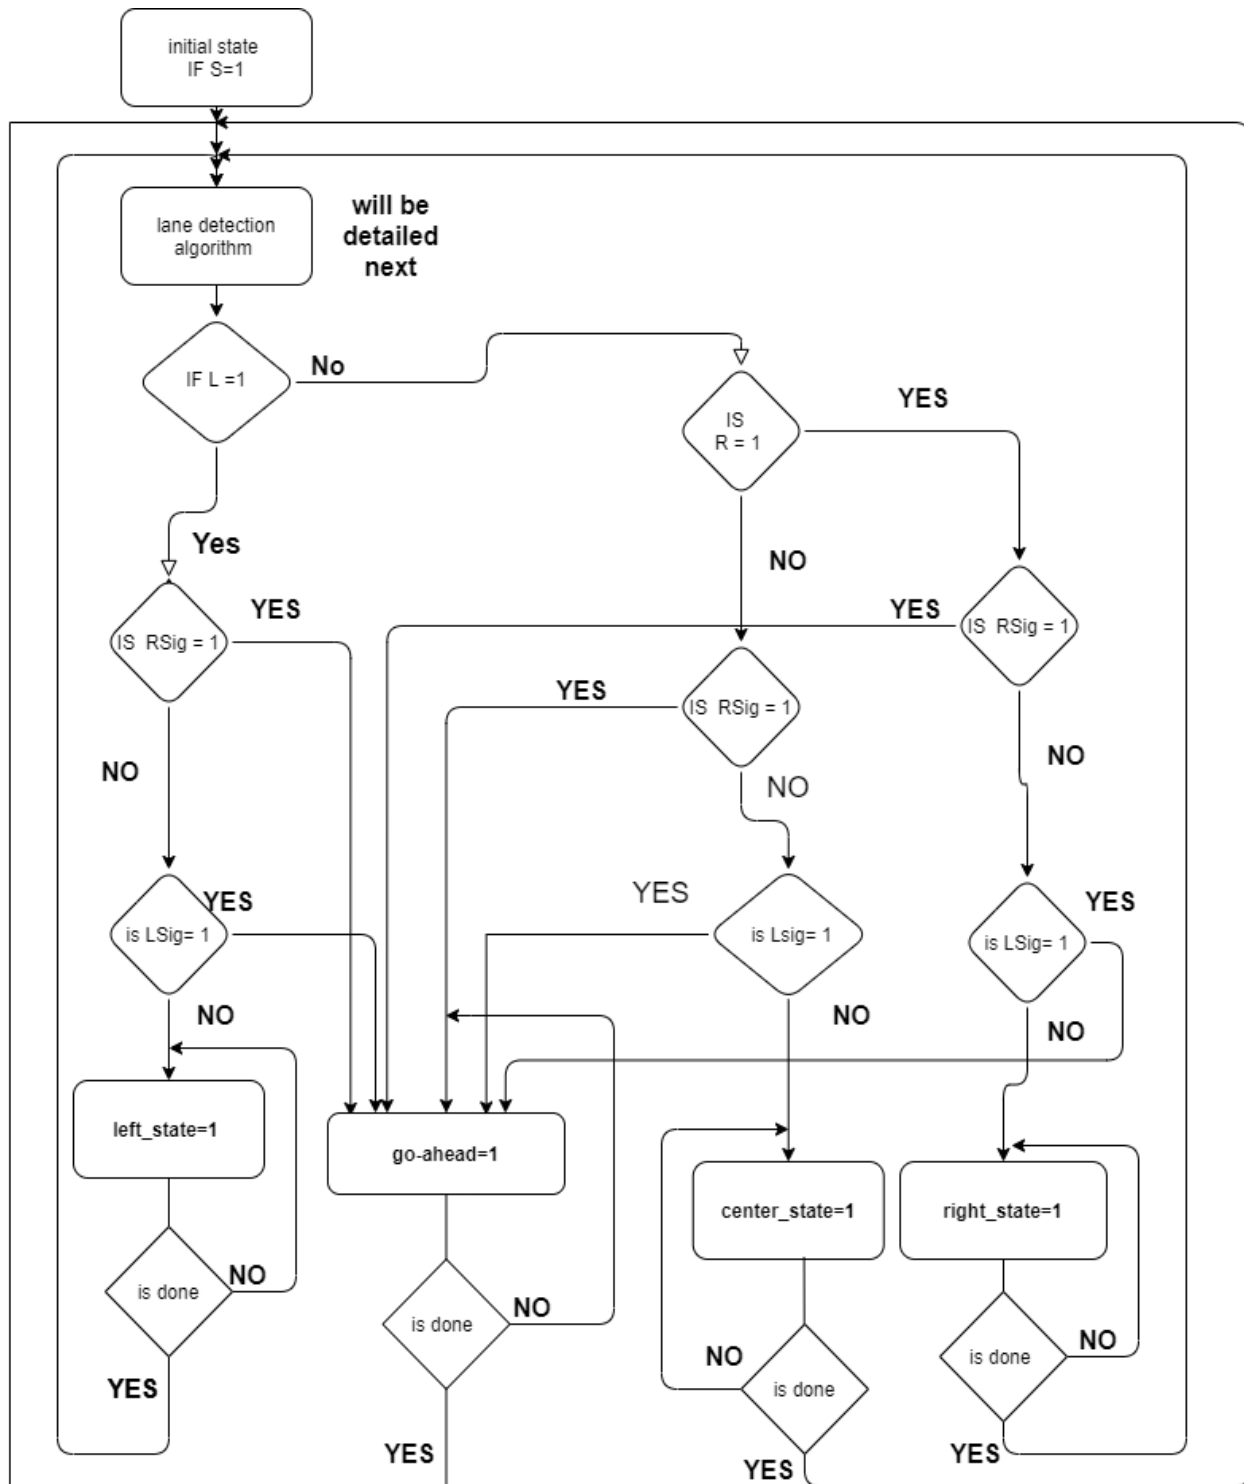 initial state
IF S=1
lane detection
algorithm
will be
detailed
next
IF L =1
No
IS
R = 1
YES
Yes
NO
IS  RSig = 1
YES
YES
IS  RSig = 1
YES
IS  RSig = 1
NO
NO
NO
YES
is LSig= 1
YES
is Lsig= 1
YES
is LSig= 1
NO
NO
NO
left_state=1
go-ahead=1
center_state=1
right_state=1
is done
NO
is done
NO
NO
is done
is done
NO
YES
YES
YES
YES